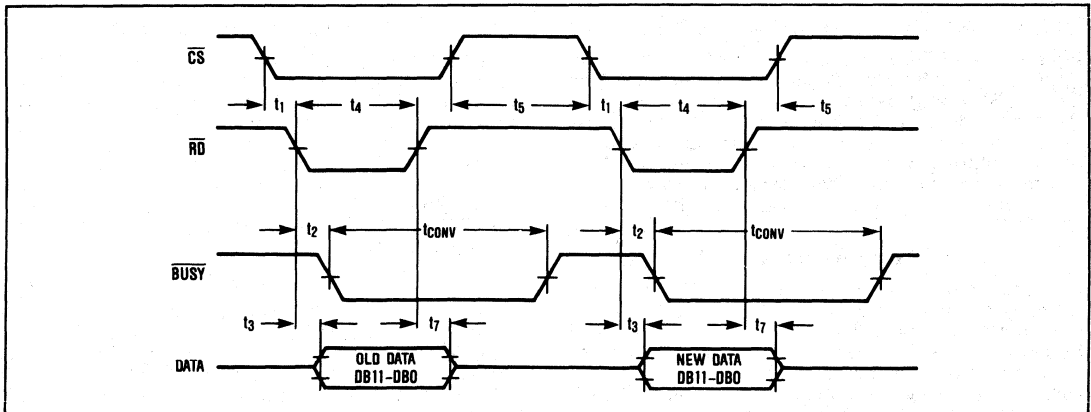 CS
t1 t4 t5 t1 t4 t5
RD
t2 tCONV t2 tCONV
BUSY
t3 t7 t3 t7
DATA
OLD DATA
DB11-DB0
NEW DATA
DB11-DB0